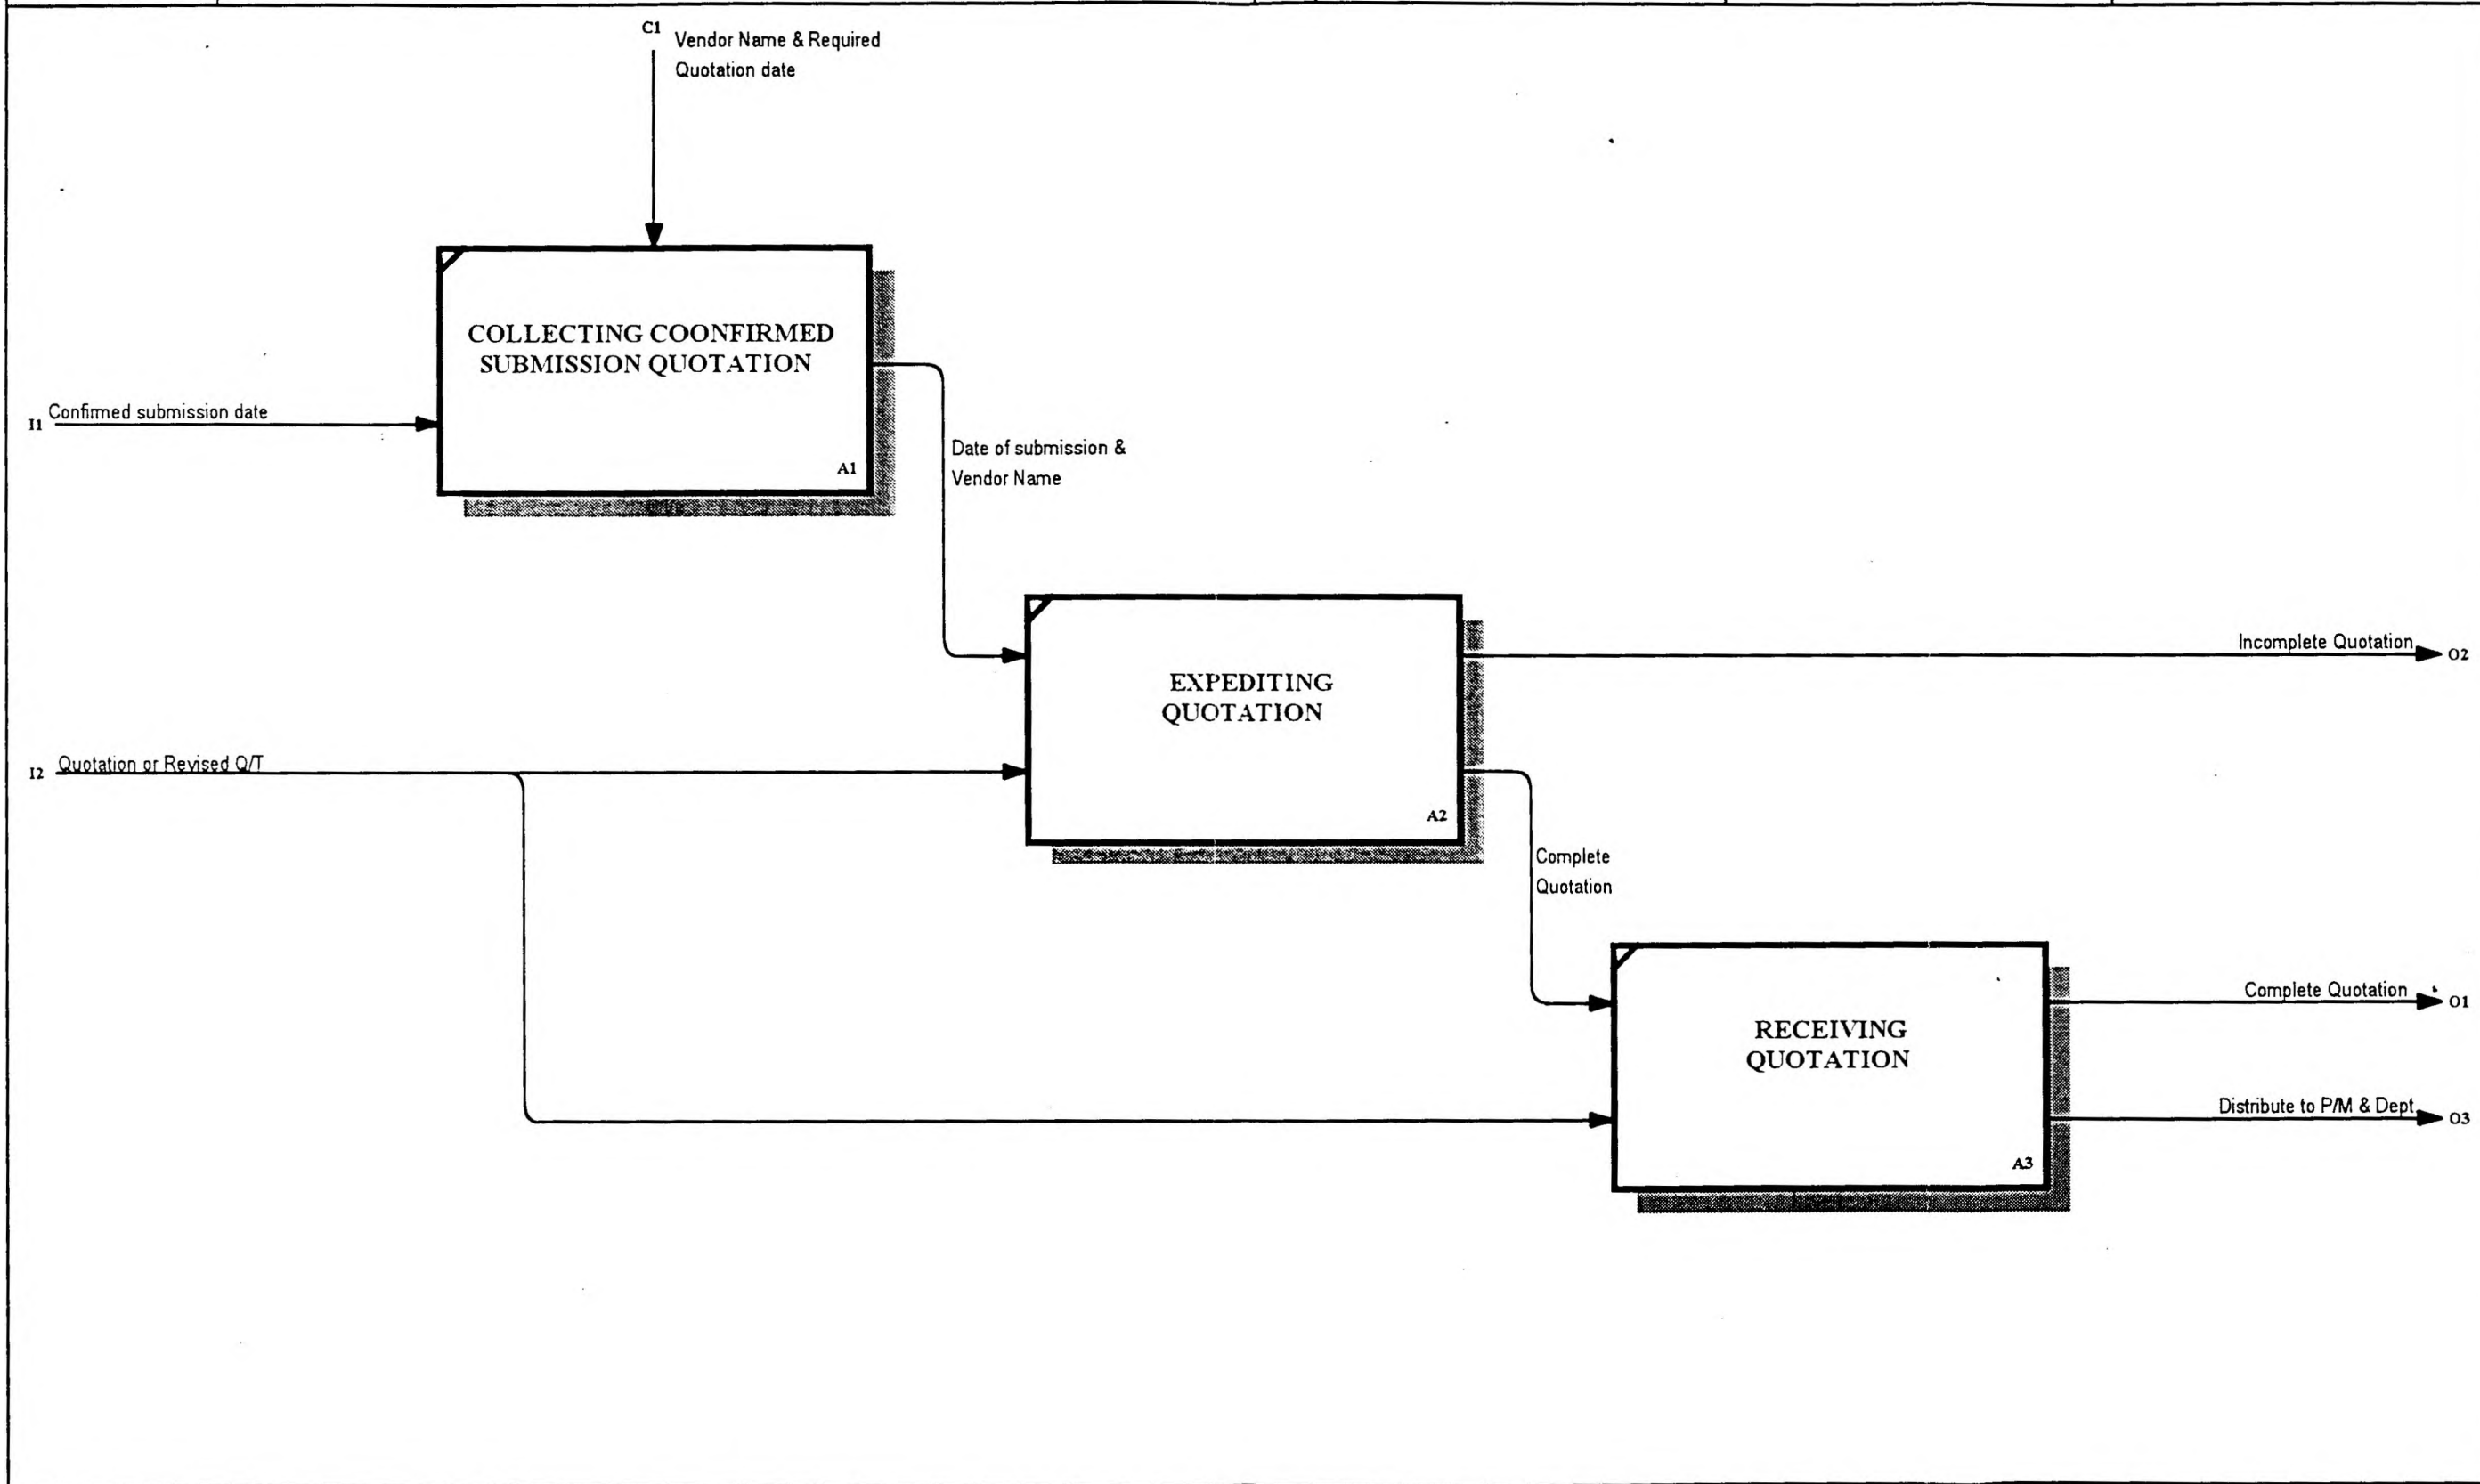 C1
Vendor Name & Required
Quotation date
COLLECTING COONFIRMED
SUBMISSION QUOTATION
A1
I1
Confirmed submission date
Date of submission &
Vendor Name
EXPEDITING
QUOTATION
A2
Incomplete Quotation
O2
I2
Quotation or Revised Q/T
Complete
Quotation
RECEIVING
QUOTATION
A3
Complete Quotation
O1
Distribute to P/M & Dept
O3